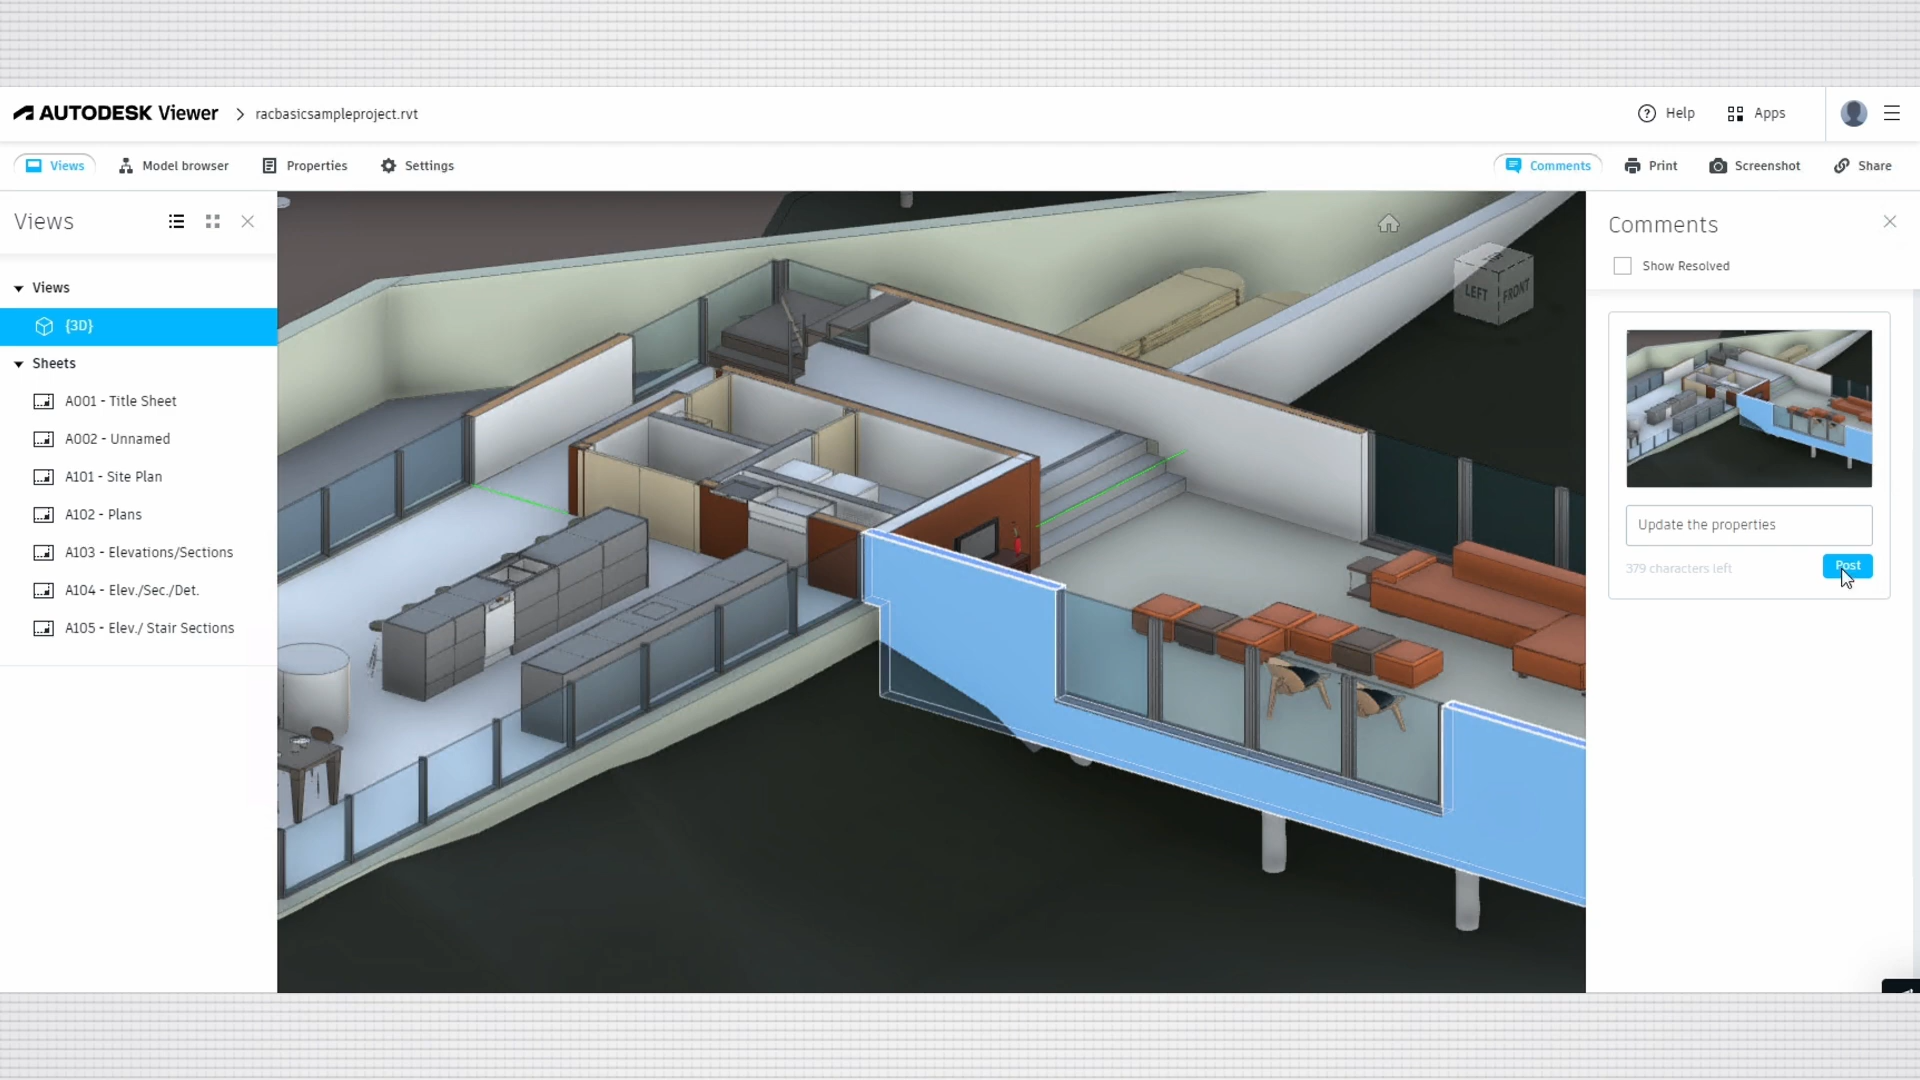 AUTODESK Viewer > racbasicsampleproject.rvt
Help
Apps
Views
Model browser
Properties
Settings
Comments
Print
Screenshot
Share
Views
Views
{3D}
Sheets
A001 - Title Sheet
A002 - Unnamed
A101 - Site Plan
A102 - Plans
A103 - Elevations/Sections
A104 - Elev./Sec./Det.
A105 - Elev./ Stair Sections
LEFT
FRONT
Comments
Show Resolved
Update the properties
379 characters left
Post